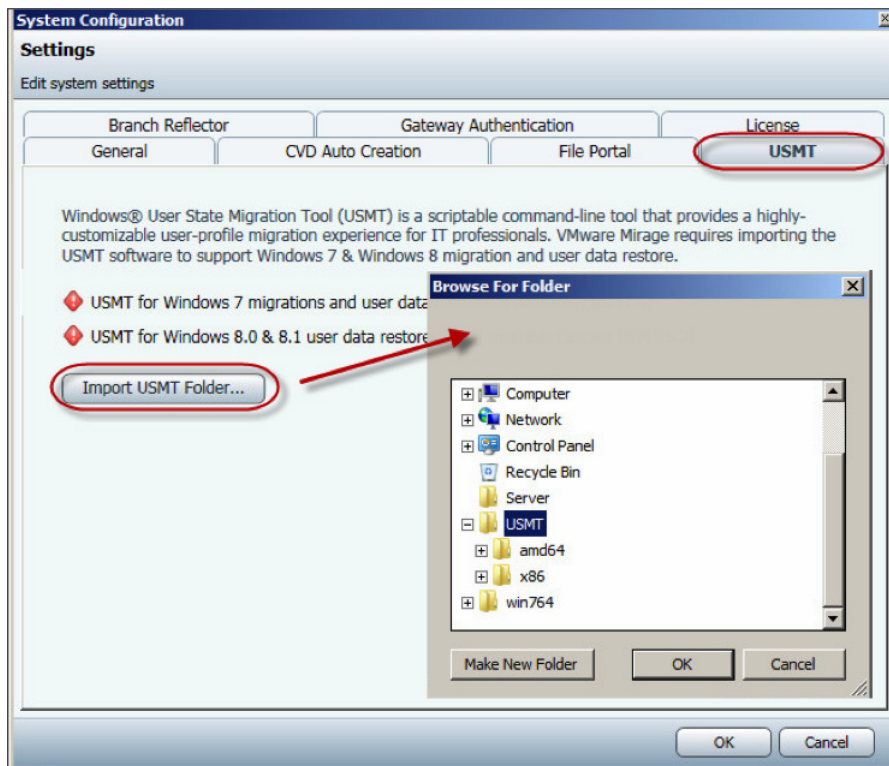 System Configuration
Settings
Edit system settings
Branch Reflector
Gateway Authentication
License
General
CVD Auto Creation
File Portal
USMT
Windows® User State Migration Tool (USMT) is a scriptable command-line tool that provides a highly-
customizable user-profile migration experience for IT professionals. VMware Mirage requires importing the
USMT software to support Windows 7 & Windows 8 migration and user data restore.
USMT for Windows 7 migrations and user data
USMT for Windows 8.0 & 8.1 user data restore
Import USMT Folder...
Browse For Folder
Computer
Network
Control Panel
Recycle Bin
Server
USMT
amd64
x86
win764
Make New Folder
OK
Cancel
OK
Cancel